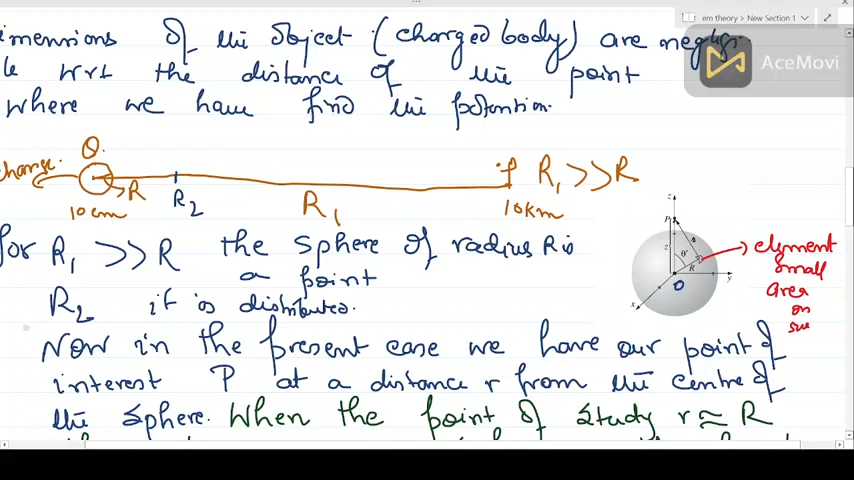 em theory > New Section 1
AceMovi
imensions of the object (charged body) are neglig
le wrt the distance of the point
where we have find the potention.
charge. Q
R
R2
R1
10cm
10km
if R1 >> R
for R1 >> R the sphere of radius R is
a point
R2 if is distributed.
z
P
r
z
θ'
R
y
x
O
element
small
area
on
sur
Now in the present case we have our point of
interest P at a distance r from the centre of
the sphere. When the point of study r ≈ R